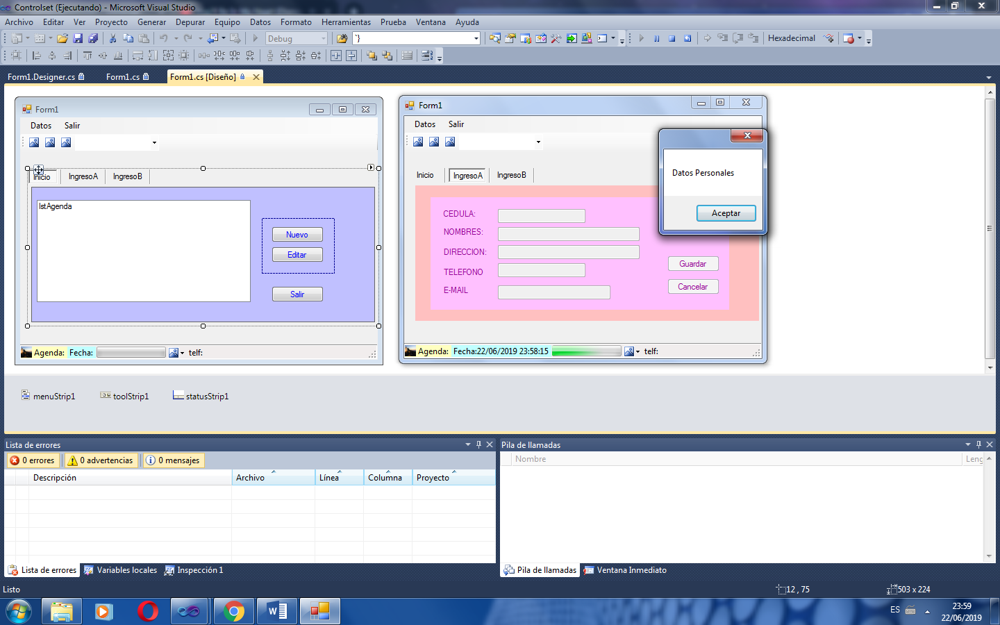 Controlset (Ejecutando) - Microsoft Visual Studio
Archivo Editar Ver Proyecto Generar Depurar Equipo Datos Formato Herramientas Prueba Ventana Ayuda
Debug `} Hexadecimal
Form1.Designer.cs Form1.cs Form1.cs [Diseño]
Form1
Datos Salir
Inicio IngresoA IngresoB
lstAgenda
Nuevo
Editar
Salir
Agenda: Fecha: telf:
Form1
Datos Salir
Inicio IngresoA IngresoB
CEDULA:
NOMBRES:
DIRECCION:
TELEFONO
E-MAIL
Guardar
Cancelar
Agenda: Fecha:22/06/2019 23:58:15 telf:
Datos Personales
Aceptar
menuStrip1 toolStrip1 statusStrip1
Lista de errores
0 errores 0 advertencias 0 mensajes
Descripción Archivo Línea Columna Proyecto
Lista de errores Variables locales Inspección 1
Pila de llamadas
Nombre Leng
Pila de llamadas Ventana Inmediato
Listo 12 , 75 503 x 224
ES 23:59
22/06/2019